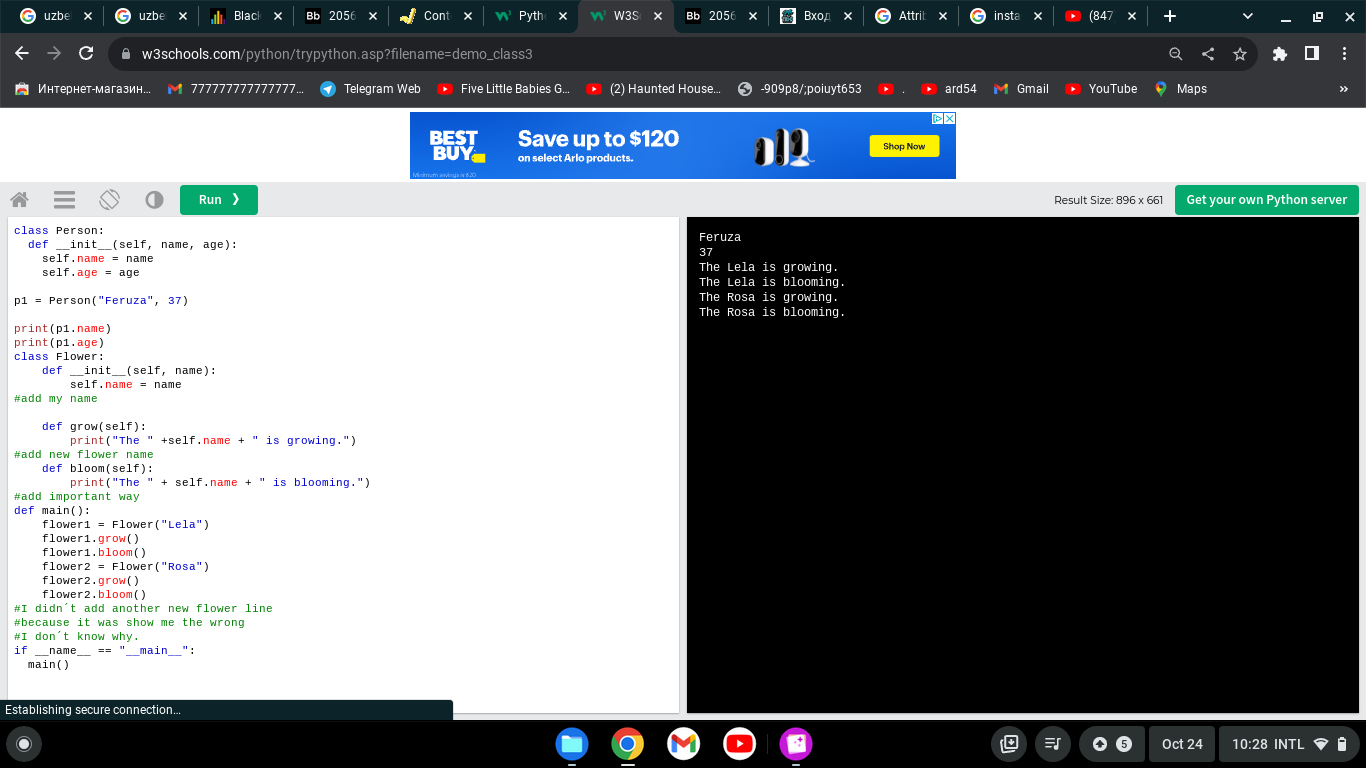 uzbe
uzbe
Black
Bb 2056
Cont
Pyth
W3S
Bb 2056
Вход
Attrib
insta
(847
w3schools.com/python/trypython.asp?filename=demo_class3
Интернет-магазин...
777777777777777...
Telegram Web
Five Little Babies G...
(2) Haunted House...
-909p8/;poiuyt653
.
ard54
Gmail
YouTube
Maps
»
BEST BUY
Save up to $120
on select Arlo products.
Shop Now
Run ❯
Result Size: 896 x 661
Get your own Python server
class Person:
  def __init__(self, name, age):
    self.name = name
    self.age = age
p1 = Person("Feruza", 37)
print(p1.name)
print(p1.age)
class Flower:
    def __init__(self, name):
        self.name = name
#add my name
    def grow(self):
        print("The " +self.name + " is growing.")
#add new flower name
    def bloom(self):
        print("The " + self.name + " is blooming.")
#add important way
def main():
    flower1 = Flower("Lela")
    flower1.grow()
    flower1.bloom()
    flower2 = Flower("Rosa")
    flower2.grow()
    flower2.bloom()
#I didn´t add another new flower line
#because it was show me the wrong
#I don´t know why.
if __name__ == "__main__":
  main()
Feruza
37
The Lela is growing.
The Lela is blooming.
The Rosa is growing.
The Rosa is blooming.
Establishing secure connection…
5
Oct 24
10:28 INTL